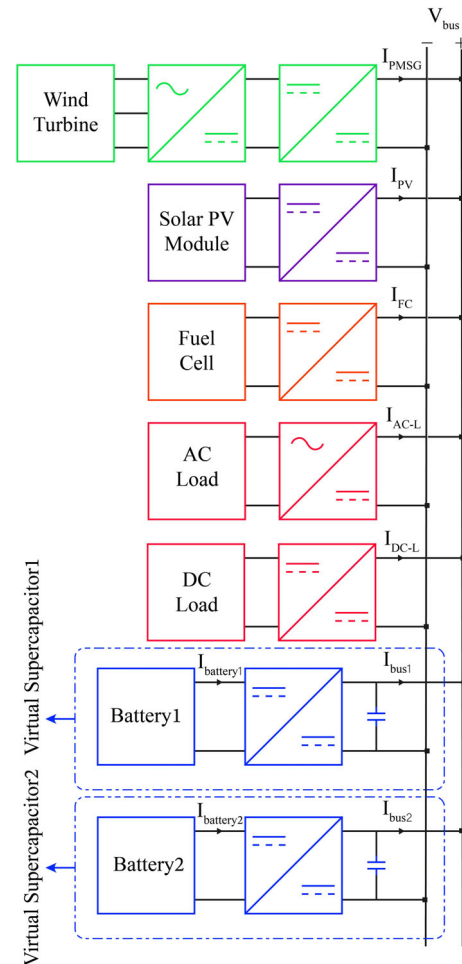 V_bus
− +
I_PMSG
Wind
Turbine
I_PV
Solar PV
Module
I_FC
Fuel
Cell
I_AC-L
AC
Load
I_DC-L
DC
Load
Virtual Supercapacitor1
I_battery1
I_bus1
Battery1
Virtual Supercapacitor2
I_battery2
I_bus2
Battery2